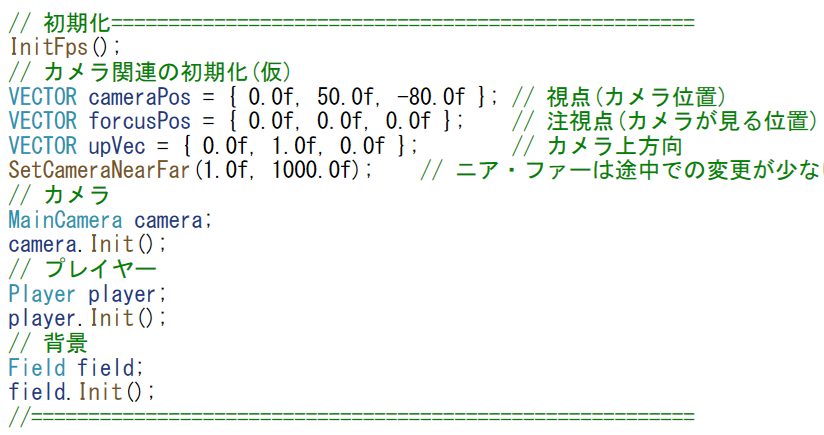 // 初期化===================================================
InitFps();
// カメラ関連の初期化(仮)
VECTOR cameraPos = { 0.0f, 50.0f, -80.0f }; // 視点(カメラ位置)
VECTOR forcusPos = { 0.0f, 0.0f, 0.0f };    // 注視点(カメラが見る位置)
VECTOR upVec = { 0.0f, 1.0f, 0.0f };        // カメラ上方向
SetCameraNearFar(1.0f, 1000.0f);    // ニア・ファーは途中での変更が少な
// カメラ
MainCamera camera;
camera.Init();
// プレイヤー
Player player;
player.Init();
// 背景
Field field;
field.Init();
//==========================================================